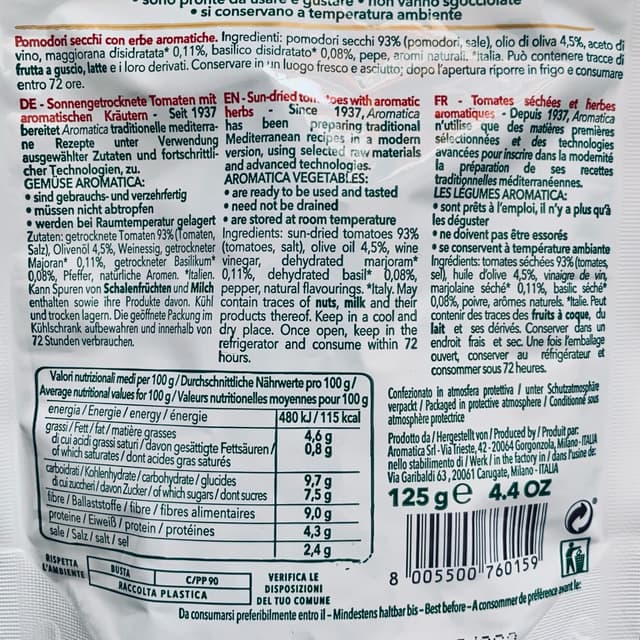 • sono pronte da usare e gustare • non vanno sgocciolate
• si conservano a temperatura ambiente
Pomodori secchi con erbe aromatiche. Ingredienti: pomodori secchi 93% (pomodori, sale), olio di oliva 4,5%, aceto di
vino, maggiorana disidratata* 0,11%, basilico disidratato* 0,08%, pepe, aromi naturali. *Italia. Può contenere tracce di
frutta a guscio, latte e i loro derivati. Conservare in un luogo fresco e asciutto; dopo l'apertura riporre in frigo e consumare
entro 72 ore.
DE - Sonnengetrocknete Tomaten mit
aromatischen Kräutern - Seit 1937
bereitet Aromatica traditionelle mediterra-
ne Rezepte unter Verwendung
ausgewählter Zutaten und fortschrittli-
cher Technologien, zu.
GEMÜSE AROMATICA:
• sind gebrauchs- und verzehrfertig
• müssen nicht abtropfen
• werden bei Raumtemperatur gelagert
Zutaten: getrocknete Tomaten 93% (Tomaten,
Salz), Olivenöl 4,5%, Weinessig, getrockneter
Majoran* 0,11%, getrockneter Basilikum*
0,08%, Pfeffer, natürliche Aromen. *Italien.
Kann Spuren von Schalenfrüchten und Milch
enthalten sowie ihre Produkte davon. Kühl
und trocken lagern. Die geöffnete Packung im
Kühlschrank aufbewahren und innerhalb von
72 Stunden verbrauchen.
EN - Sun-dried tomatoes with aromatic
herbs - Since 1937, Aromatica
has been preparing traditional
Mediterranean recipes in a modern
version, using selected raw materials
and advanced technologies.
AROMATICA VEGETABLES:
• are ready to be used and tasted
• need not be drained
• are stored at room temperature
Ingredients: sun-dried tomatoes 93%
(tomatoes, salt), olive oil 4,5%, wine
vinegar, dehydrated marjoram*
0,11%, dehydrated basil* 0,08%,
pepper, natural flavourings. *Italy. May
contain traces of nuts, milk and their
products thereof. Keep in a cool and
dry place. Once open, keep in the
refrigerator and consume within 72
hours.
FR - Tomates séchées et herbes
aromatiques - Depuis 1937, Aromatica
n'utilise que des matières premières
sélectionnées et des technologies
avancées pour inscrire dans la modernité
la préparation de ses recettes
traditionnelles méditerranéennes.
LES LÉGUMES AROMATICA:
• sont prêts à l'emploi, il n'y a plus qu'à
les déguster
• ne doivent pas être essorés
• se conservent à température ambiante
Ingrédients: tomates séchées 93% (tomates,
sel), huile d'olive 4,5%, vinaigre de vin,
marjolaine séché* 0,11%, basilic séché*
0,08%, poivre, arômes naturels. *Italie. Peut
contenir des traces des fruits à coque, du
lait et ses dérivés. Conserver dans un
endroit frais et sec. Une fois l'emballage
ouvert, conserver au réfrigérateur et
consommer sous 72 heures.
Valori nutrizionali medi per 100 g / Durchschnittliche Nährwerte pro 100 g /
Average nutritional values for 100 g / Valeurs nutritionelles moyennes pour 100 g
energia / Energie / energy / énergie 480 kJ / 115 kcal
grassi / Fett / fat / matière grasses 4,6 g
di cui acidi grassi saturi / davon gesättigte Fettsäuren / 0,8 g
of which saturates / dont acides gras saturés
carboidrati / Kohlenhydrate / carbohydrate / glucides 9,7 g
di cui zuccheri / davon Zucker / of which sugars / dont sucres 7,5 g
fibre / Ballaststoffe / fibre / fibres alimentaires 9,0 g
proteine / Eiweiß / protein / protéines 4,3 g
sale / Salz / salt / sel 2,4 g
Confezionato in atmosfera protettiva / unter Schutzatmosphäre
verpackt / Packaged in protective atmosphere / Conditionné sous
atmosphère protectrice
Prodotto da / Hergestellt von / Produced by / Produit par:
Aromatica Srl - Via Trieste, 42 - 20064 Gorgonzola, Milano - ITALIA
nello stabilimento di / Werk / in the factory in / dans l'usine de:
Via Garibaldi 63, 20061 Carugate, Milano - ITALIA
125 g e 4.4 OZ
8 005500 760159
RISPETTA
L'AMBIENTE
BUSTA C/PP 90
RACCOLTA PLASTICA
VERIFICA LE
DISPOSIZIONI
DEL TUO COMUNE
Da consumarsi preferibilmente entro il - Mindestens haltbar bis - Best before - A consommer de préférence avant le: